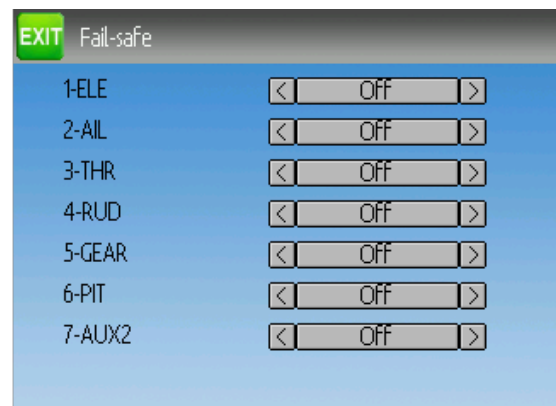 EXIT Fail-safe
1-ELE < Off >
2-AIL < Off >
3-THR < Off >
4-RUD < Off >
5-GEAR < Off >
6-PIT < Off >
7-AUX2 < Off >